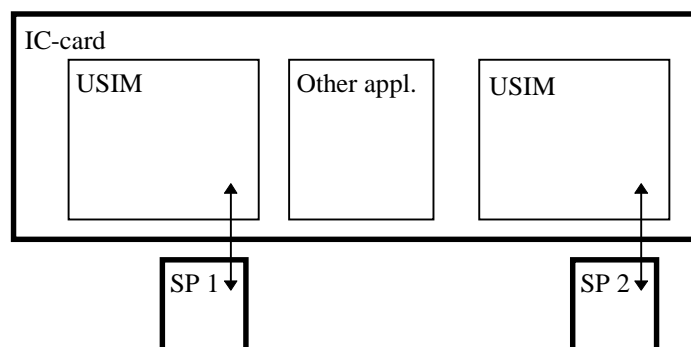 IC-card
USIM
Other appl.
USIM
SP 1
SP 2